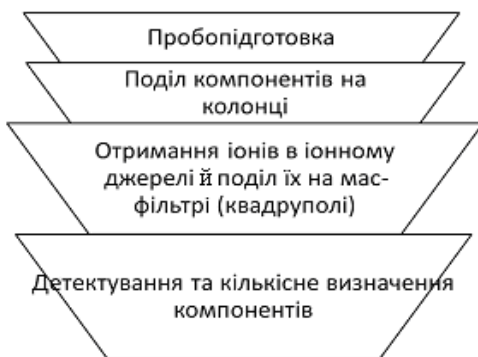 Пробопідготовка
Поділ компонентів на
колонці
Отримання іонів в іонному
джерелі й поділ їх на мас-
фільтрі (квадруполі)
Детектування та кількісне визначення
компонентів